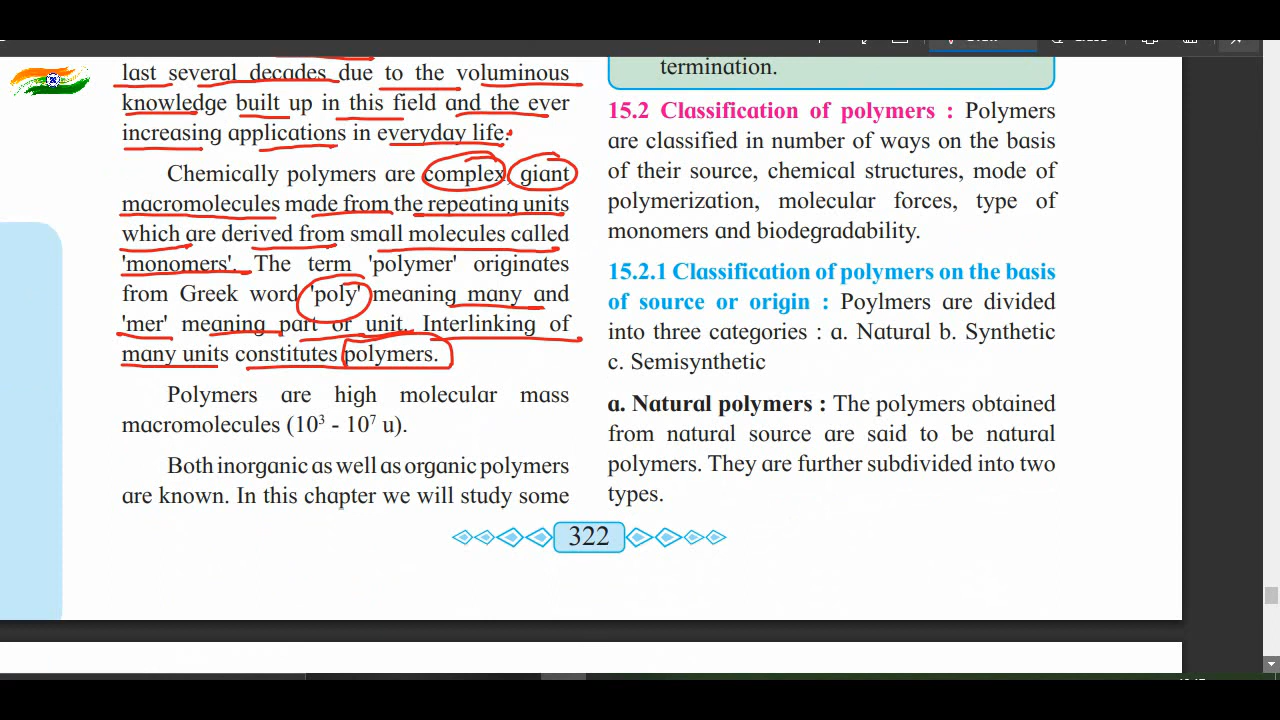 last several decades due to the voluminous
knowledge built up in this field and the ever
increasing applications in everyday life.
Chemically polymers are complex, giant
macromolecules made from the repeating units
which are derived from small molecules called
'monomers'. The term 'polymer' originates
from Greek word 'poly' meaning many and
'mer' meaning part or unit. Interlinking of
many units constitutes polymers.
Polymers are high molecular mass
macromolecules (10³ - 10⁷ u).
Both inorganic as well as organic polymers
are known. In this chapter we will study some
termination.
15.2 Classification of polymers : Polymers
are classified in number of ways on the basis
of their source, chemical structures, mode of
polymerization, molecular forces, type of
monomers and biodegradability.
15.2.1 Classification of polymers on the basis
of source or origin : Poylmers are divided
into three categories : a. Natural b. Synthetic
c. Semisynthetic
a. Natural polymers : The polymers obtained
from natural source are said to be natural
polymers. They are further subdivided into two
types.
322